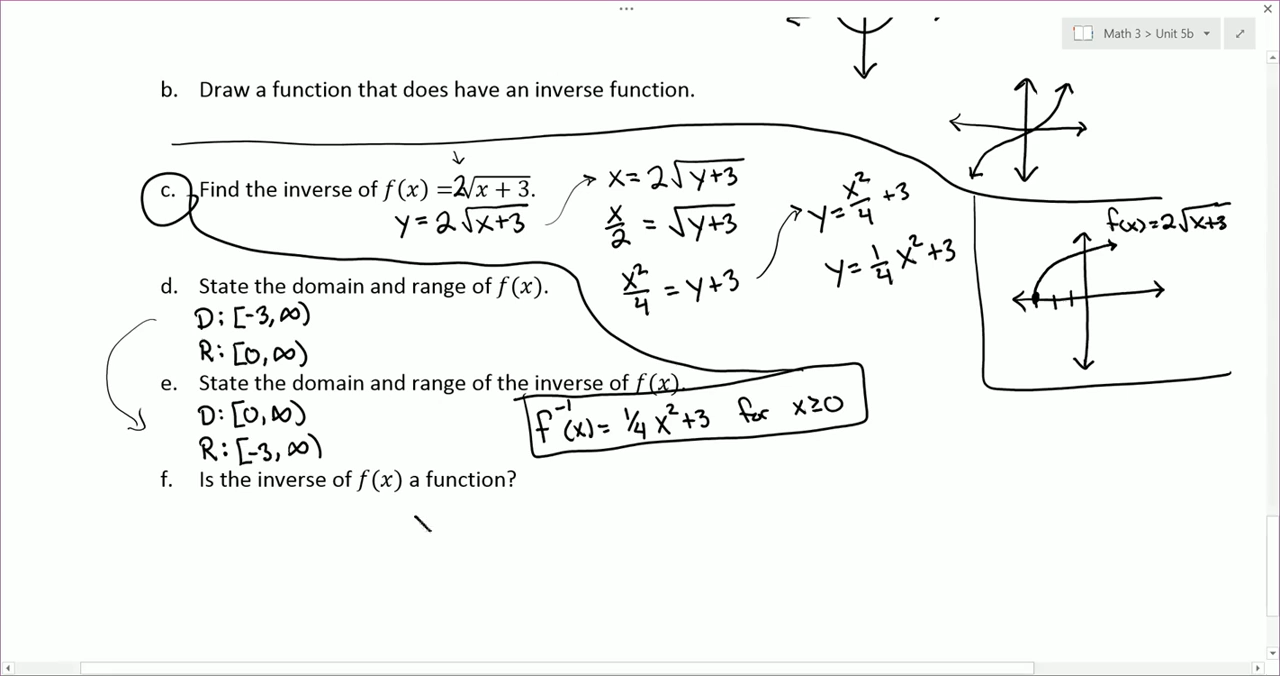 Math 3 > Unit 5b
b. Draw a function that does have an inverse function.
c. Find the inverse of f(x) = 2√x + 3.
y = 2√x+3
x = 2√y+3
x/2 = √y+3
x²/4 = y+3
y = x²/4 + 3
y = 1/4 x² + 3
f(x) = 2√x+3
d. State the domain and range of f(x).
D: [-3, ∞)
R: [0, ∞)
e. State the domain and range of the inverse of f(x).
D: [0, ∞)
R: [-3, ∞)
f⁻¹(x) = 1/4 x² + 3 for x ≥ 0
f. Is the inverse of f(x) a function?